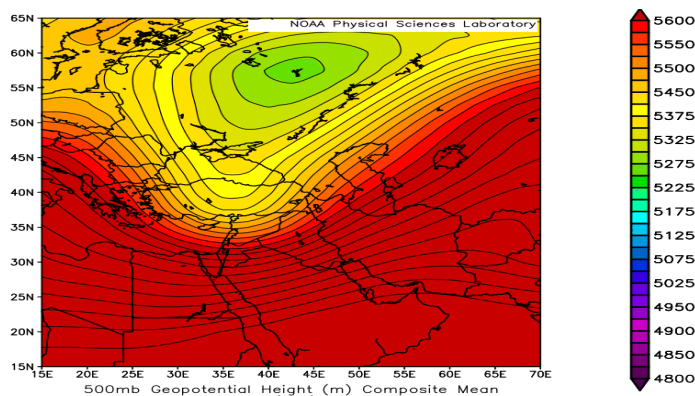 NOAA Physical Sciences Laboratory
65N
60N
55N
50N
45N
40N
35N
30N
25N
20N
15N
15E 20E 25E 30E 35E 40E 45E 50E 55E 60E 65E 70E
500mb Geopotential Height (m) Composite Mean
5600
5550
5450
5375
5325
5275
5225
5175
5125
5075
5025
4950
4900
4850
4800